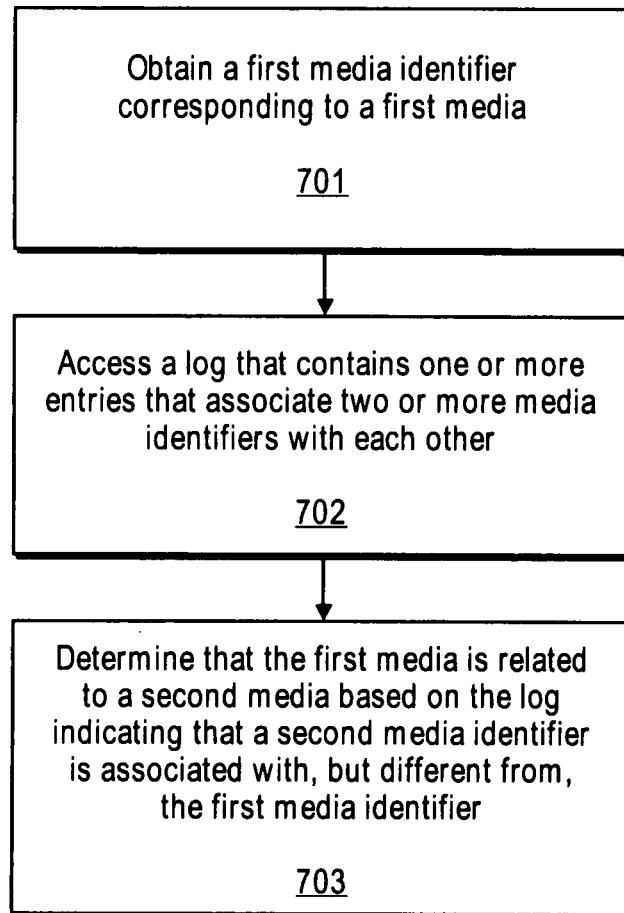 Obtain a first media identifier
corresponding to a first media
701
Access a log that contains one or more
entries that associate two or more media
identifiers with each other
702
Determine that the first media is related
to a second media based on the log
indicating that a second media identifier
is associated with, but different from,
the first media identifier
703